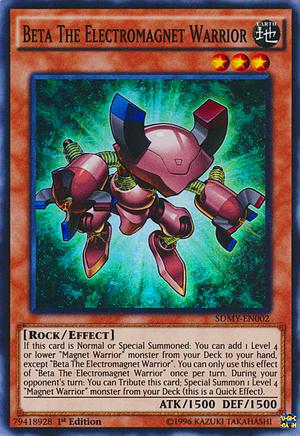 BETA THE ELECTROMAGNET WARRIOR
EARTH
地
SDMY-EN002
[ROCK/EFFECT]
If this card is Normal or Special Summoned: You can add 1 Level 4
or lower "Magnet Warrior" monster from your Deck to your hand,
except "Beta The Electromagnet Warrior". You can only use this effect
of "Beta The Electromagnet Warrior" once per turn. During your
opponent's turn: You can Tribute this card; Special Summon 1 Level 4
"Magnet Warrior" monster from your Deck (this is a Quick Effect).
ATK/1500 DEF/1500
79418928 1st Edition ©1996 KAZUKI TAKAHASHI